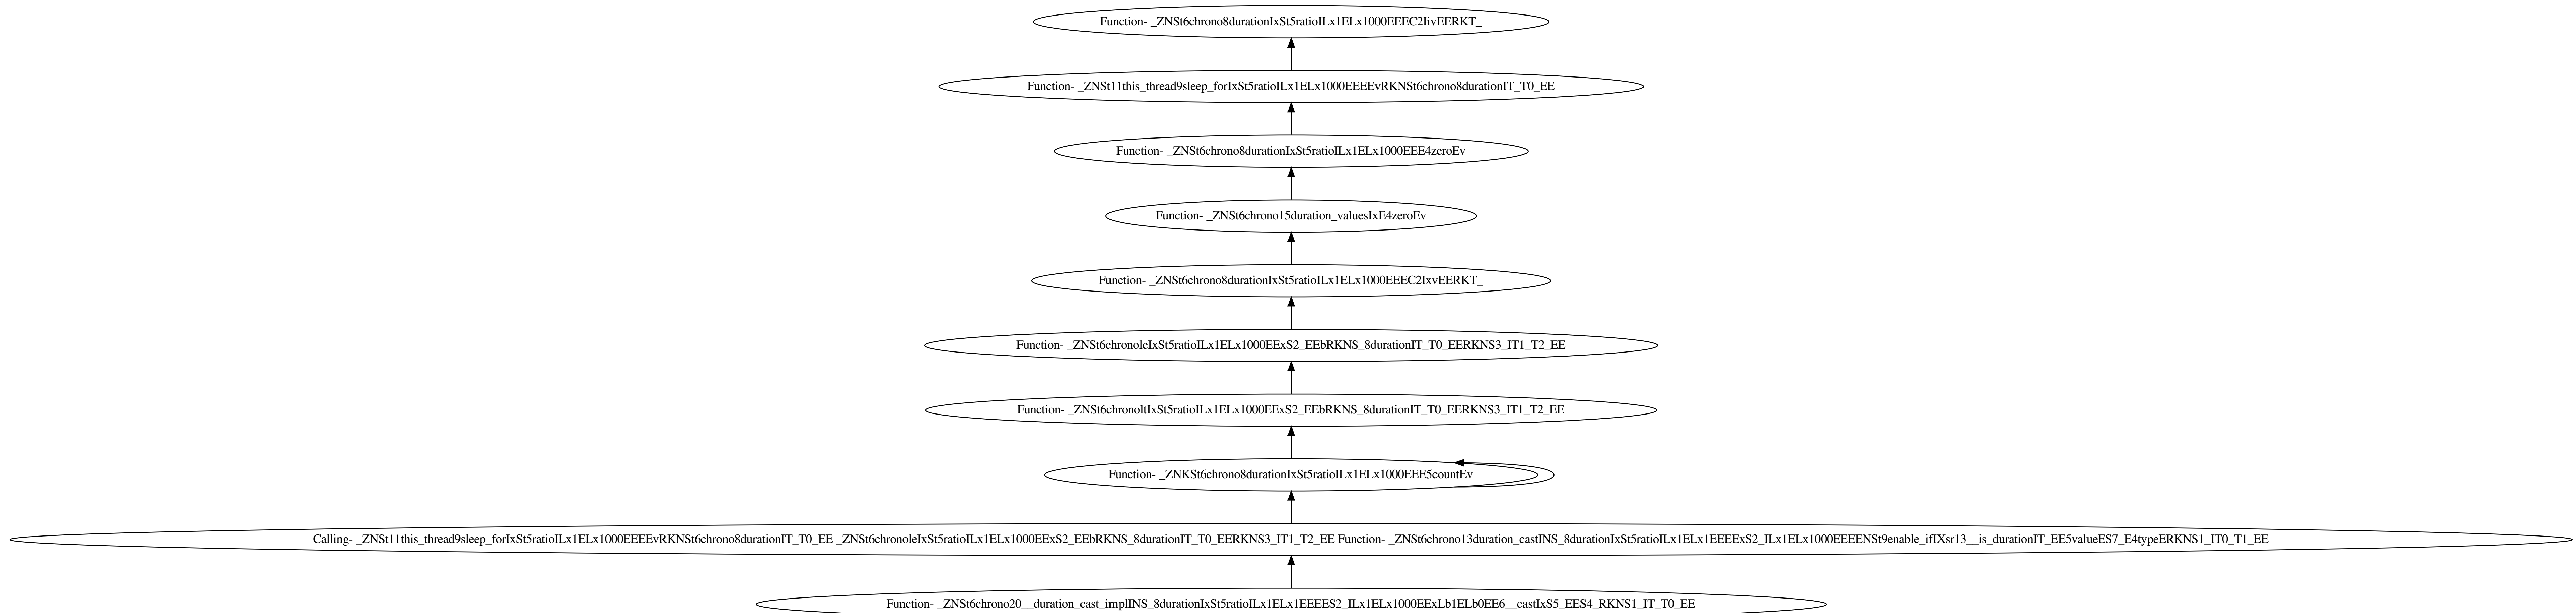 Function- _ZNSt6chrono8durationIxSt5ratioILx1ELx1000EEEC2IivEERKT_
Function- _ZNSt11this_thread9sleep_forIxSt5ratioILx1ELx1000EEEEvRKNSt6chrono8durationIT_T0_EE
Function- _ZNSt6chrono8durationIxSt5ratioILx1ELx1000EEE4zeroEv
Function- _ZNSt6chrono15duration_valuesIxE4zeroEv
Function- _ZNSt6chrono8durationIxSt5ratioILx1ELx1000EEEC2IxvEERKT_
Function- _ZNSt6chronoleIxSt5ratioILx1ELx1000EExS2_EEbRKNS_8durationIT_T0_EERKNS3_IT1_T2_EE
Function- _ZNSt6chronoltIxSt5ratioILx1ELx1000EExS2_EEbRKNS_8durationIT_T0_EERKNS3_IT1_T2_EE
Function- _ZNKSt6chrono8durationIxSt5ratioILx1ELx1000EEE5countEv
Calling- _ZNSt11this_thread9sleep_forIxSt5ratioILx1ELx1000EEEEvRKNSt6chrono8durationIT_T0_EE _ZNSt6chronoleIxSt5ratioILx1ELx1000EExS2_EEbRKNS_8durationIT_T0_EERKNS3_IT1_T2_EE Function- _ZNSt6chrono13duration_castINS_8durationIxSt5ratioILx1ELx1EEEExS2_ILx1ELx1000EEEENSt9enable_ifIXsr13__is_durationIT_EE5valueES7_E4typeERKNS1_IT0_T1_EE
Function- _ZNSt6chrono20__duration_cast_implINS_8durationIxSt5ratioILx1ELx1EEEES2_ILx1ELx1000EExLb1ELb0EE6__castIxS5_EES4_RKNS1_IT_T0_EE